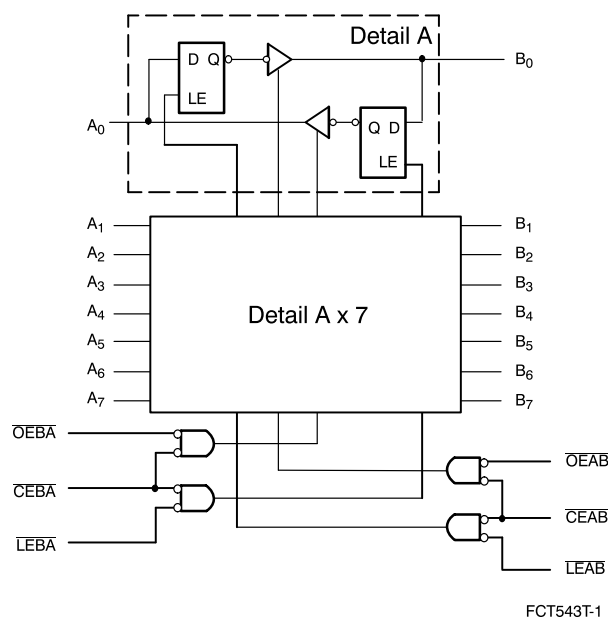 Detail A
D Q
LE
B0
A0
Q D
LE
A1
B1
A2
B2
A3
B3
Detail A x 7
A4
B4
A5
B5
A6
B6
A7
B7
OEBA
OEAB
CEBA
CEAB
LEBA
LEAB
FCT543T-1